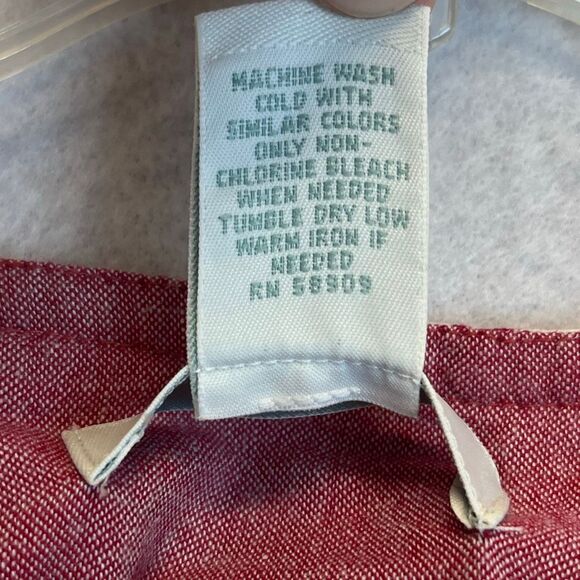 MACHINE WASH
COLD WITH
SIMILAR COLORS
ONLY NON-
CHLORINE BLEACH
WHEN NEEDED
TUMBLE DRY LOW
WARM IRON IF
NEEDED
RN 58909